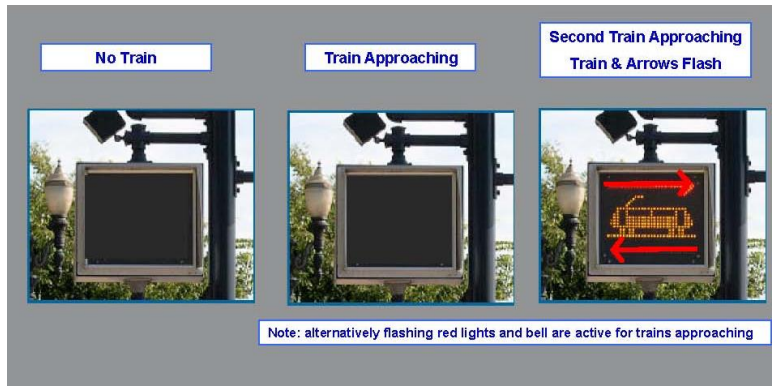 No Train
Train Approaching
Second Train Approaching
Train & Arrows Flash
Note: alternatively flashing red lights and bell are active for trains approaching